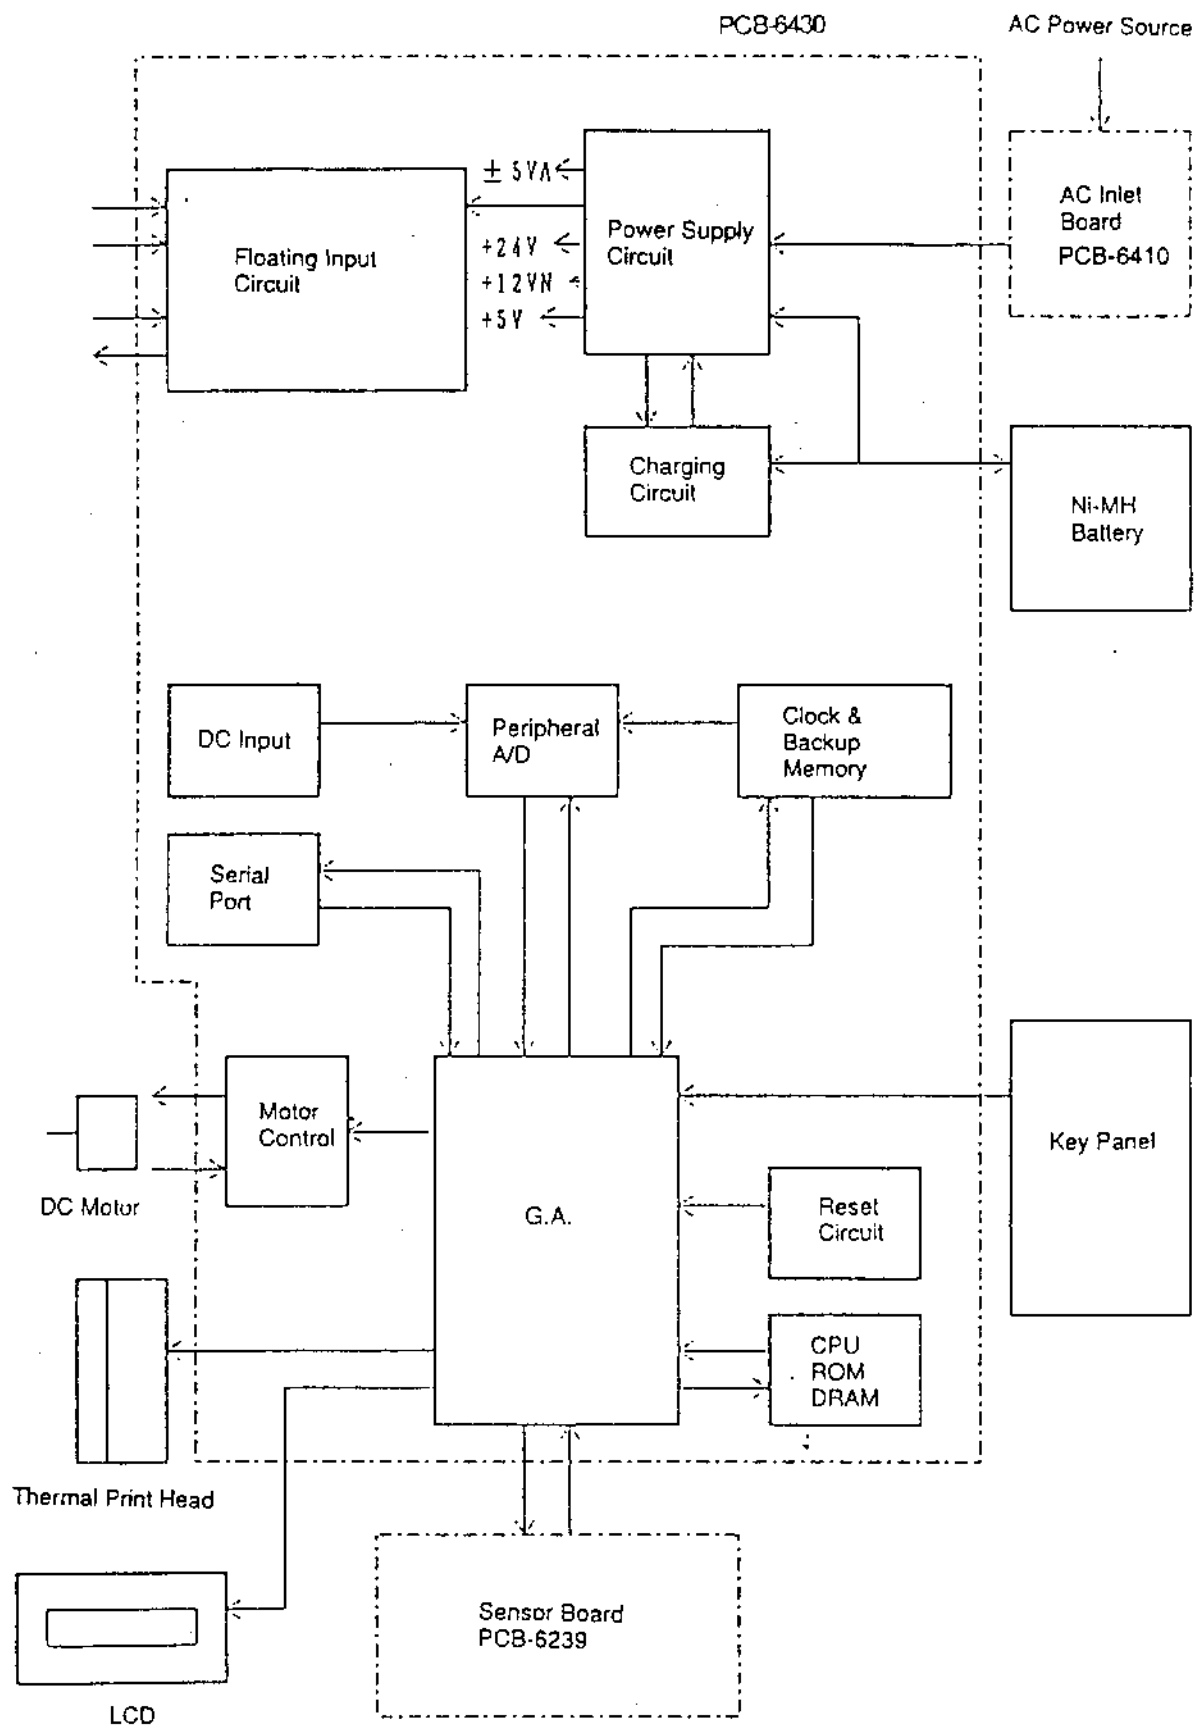 PCB-6430
AC Power Source
± 5VA
Floating Input
Circuit
+24V
+12VN
+5V
Power Supply
Circuit
AC Inlet
Board
PCB-6410
Charging
Circuit
Ni-MH
Battery
DC Input
Peripheral
A/D
Clock &
Backup
Memory
Serial
Port
Motor
Control
DC Motor
G.A.
Key Panel
Reset
Circuit
CPU
ROM
DRAM
Thermal Print Head
Sensor Board
PCB-6239
LCD